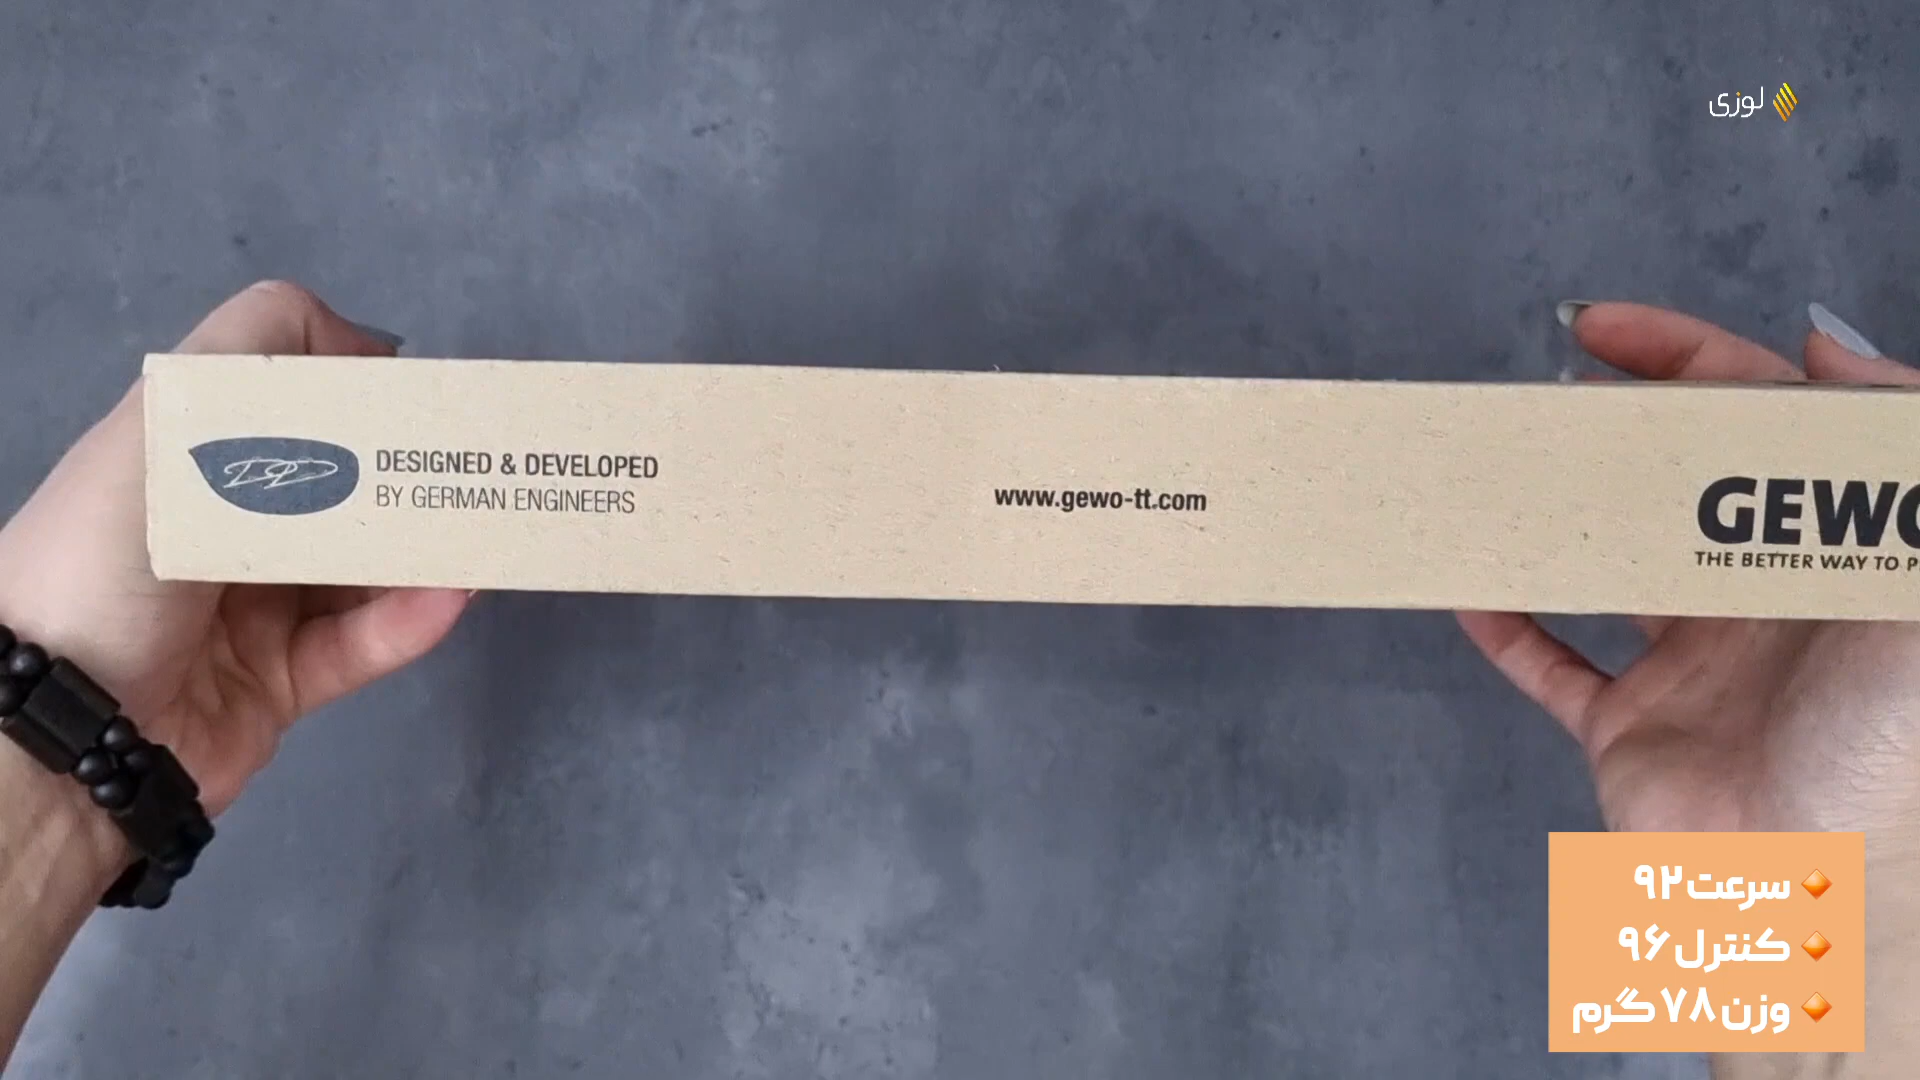 لوزی
DESIGNED & DEVELOPED
BY GERMAN ENGINEERS
www.gewo-tt.com
GEWO
THE BETTER WAY TO P
سرعت ۹۲
کنترل ۹۶
وزن ۷۸ گرم